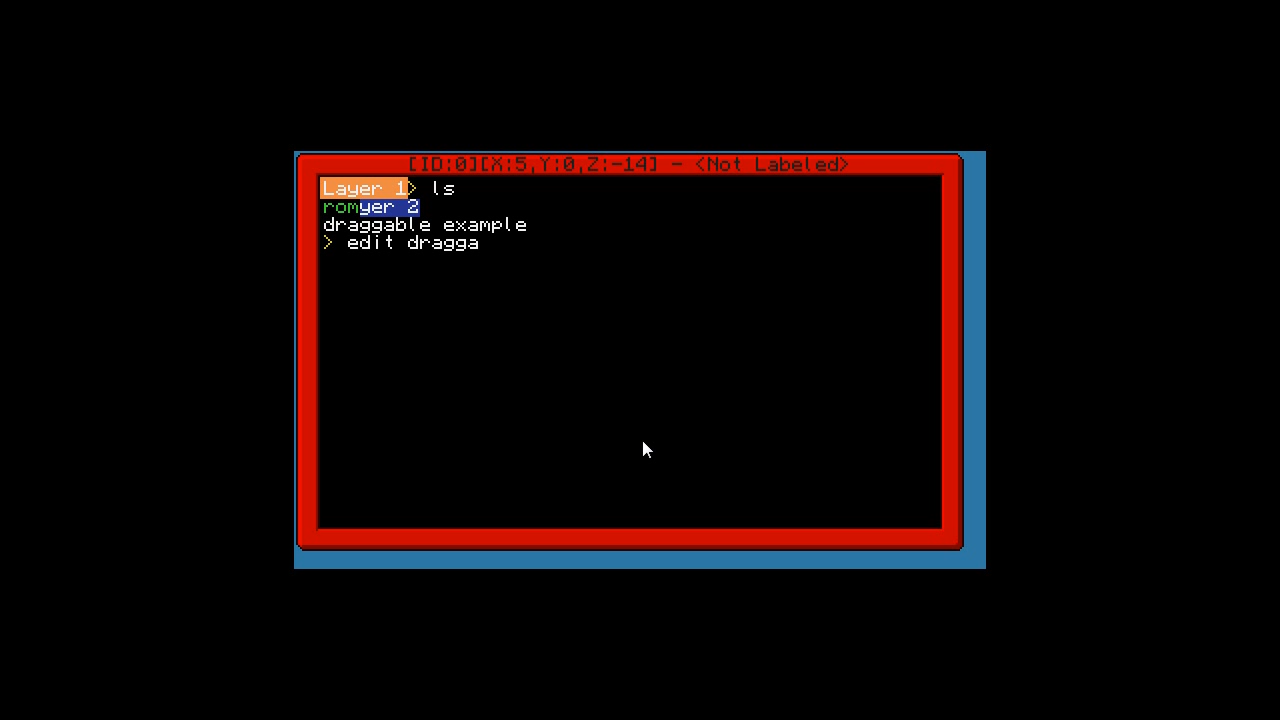 [ID:0][X:5,Y:0,Z:-14] - <Not Labeled>
Layer 1> ls
romyer 2
draggable example
> edit dragga